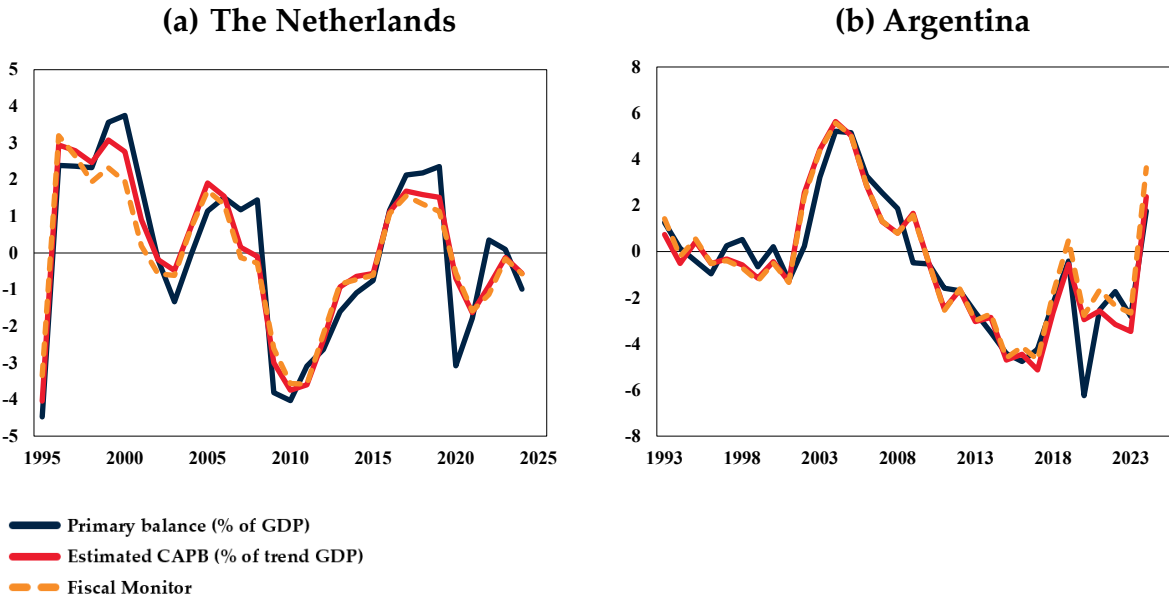 (a) The Netherlands
5
4
3
2
1
0
-1
-2
-3
-4
-5
1995 2000 2005 2010 2015 2020 2025
(b) Argentina
8
6
4
2
0
-2
-4
-6
-8
1993 1998 2003 2008 2013 2018 2023
Primary balance (% of GDP)
Estimated CAPB (% of trend GDP)
Fiscal Monitor